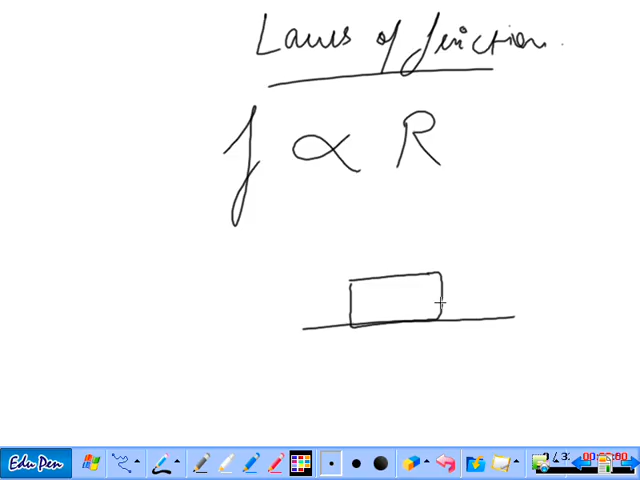 Laws of friction.
f ∝ R
Edu Pen